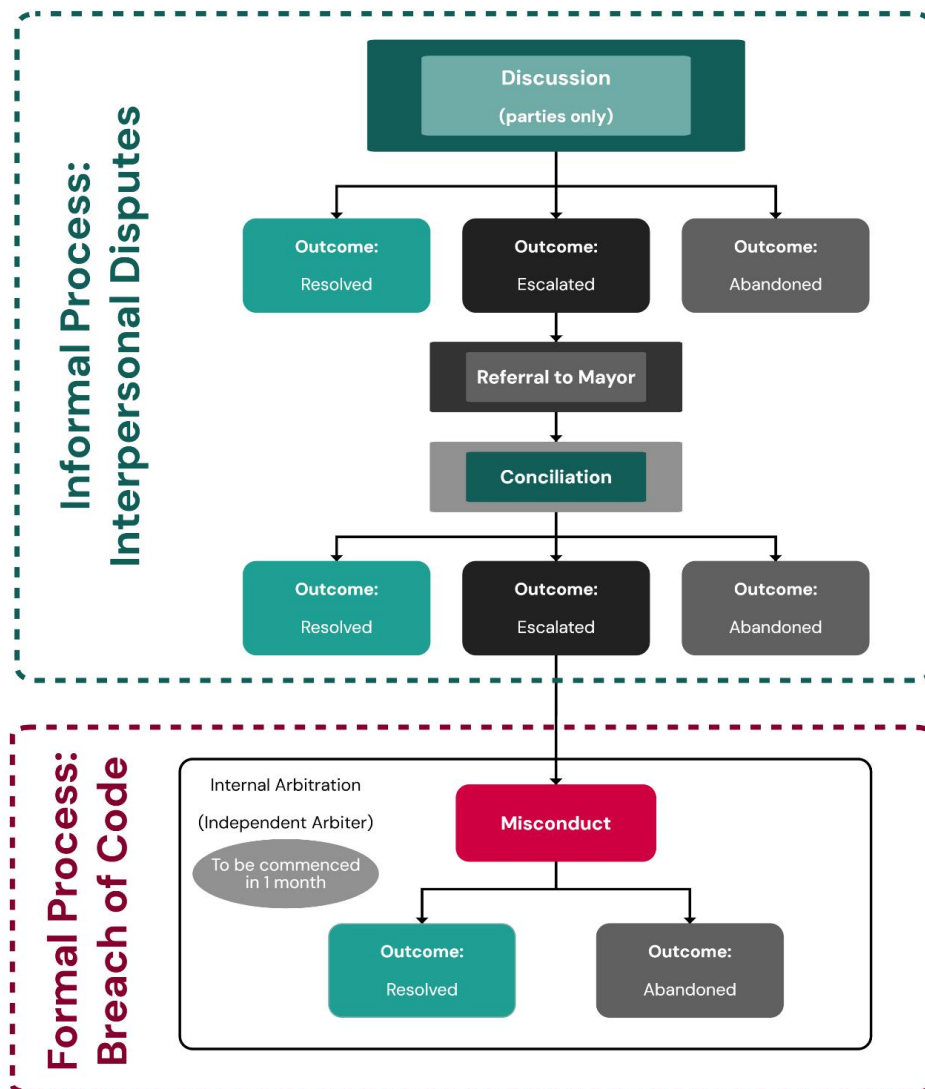 Informal Process:
Interpersonal Disputes
Discussion
(parties only)
Outcome:
Resolved
Outcome:
Escalated
Outcome:
Abandoned
Referral to Mayor
Conciliation
Outcome:
Resolved
Outcome:
Escalated
Outcome:
Abandoned
Formal Process:
Breach of Code
Internal Arbitration
(Independent Arbiter)
To be commenced
in 1 month
Misconduct
Outcome:
Resolved
Outcome:
Abandoned